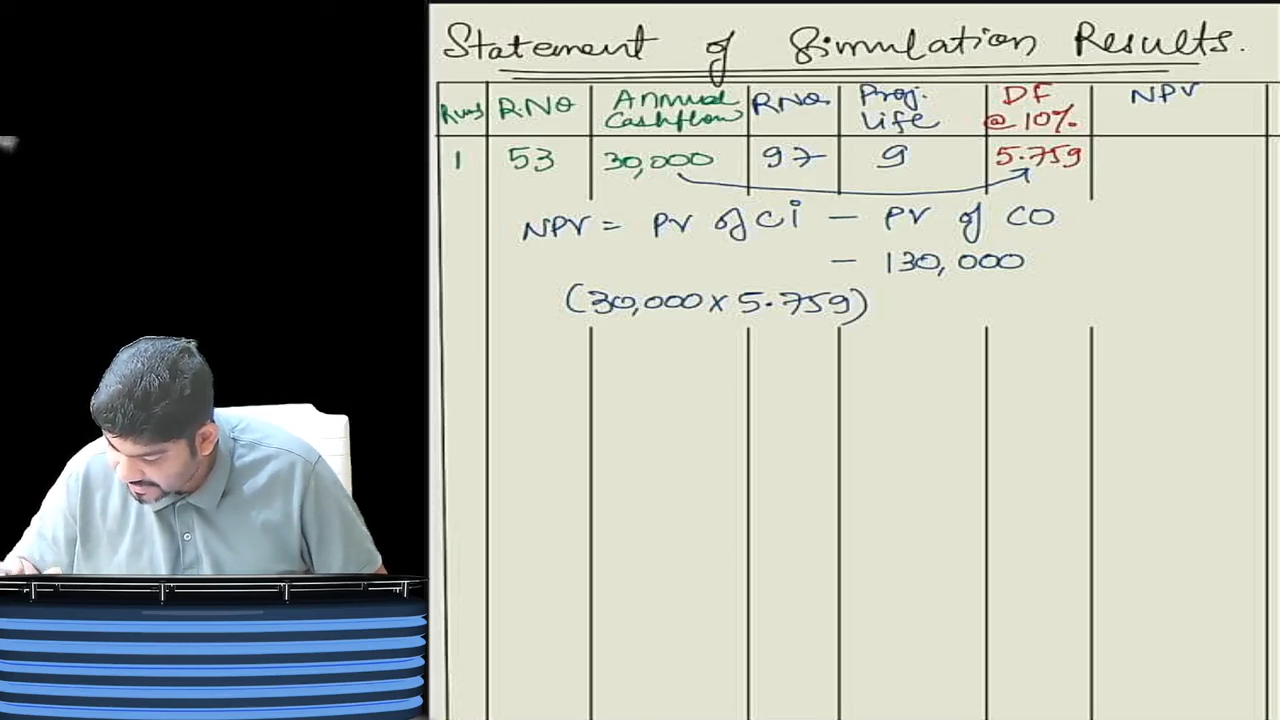 Statement of Simulation Results.
Runs R.NO Annual Cashflow R.NO. Proj. Life DF @ 10% NPV
1 53 30,000 97 9 5.759
NPV = PV of Ci - PV of CO
- 130,000
(30,000 x 5.759)